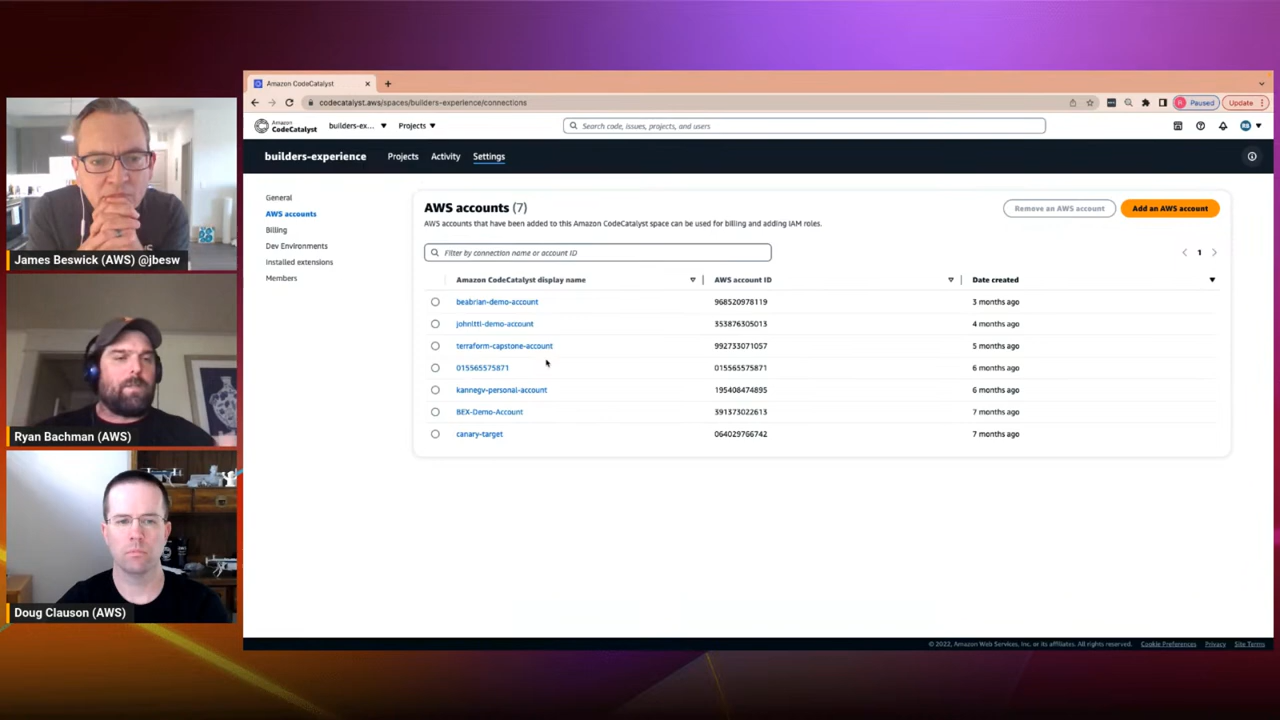 Amazon CodeCatalyst
codecatalyst.aws/spaces/builders-experience/connections
Paused
Update
Amazon CodeCatalyst
builders-ex...
Projects
Search code, issues, projects, and users
builders-experience
Projects
Activity
Settings
General
AWS accounts
Billing
Dev Environments
Installed extensions
Members
AWS accounts (7)
AWS accounts that have been added to this Amazon CodeCatalyst space can be used for billing and adding IAM roles.
Remove an AWS account
Add an AWS account
Filter by connection name or account ID
1
Amazon CodeCatalyst display name AWS account ID Date created
beabrian-demo-account 968520978119 3 months ago
johnitti-demo-account 353876305013 4 months ago
terraform-capstone-account 992733071057 5 months ago
015565575871 015565575871 6 months ago
kannegv-personal-account 195408474895 6 months ago
BEX-Demo-Account 391373022613 7 months ago
canary-target 064029766742 7 months ago
© 2022, Amazon Web Services, Inc. or its affiliates. All rights reserved. Cookie Preferences Privacy Site Terms
James Beswick (AWS) @jbesw
Ryan Bachman (AWS)
Doug Clauson (AWS)